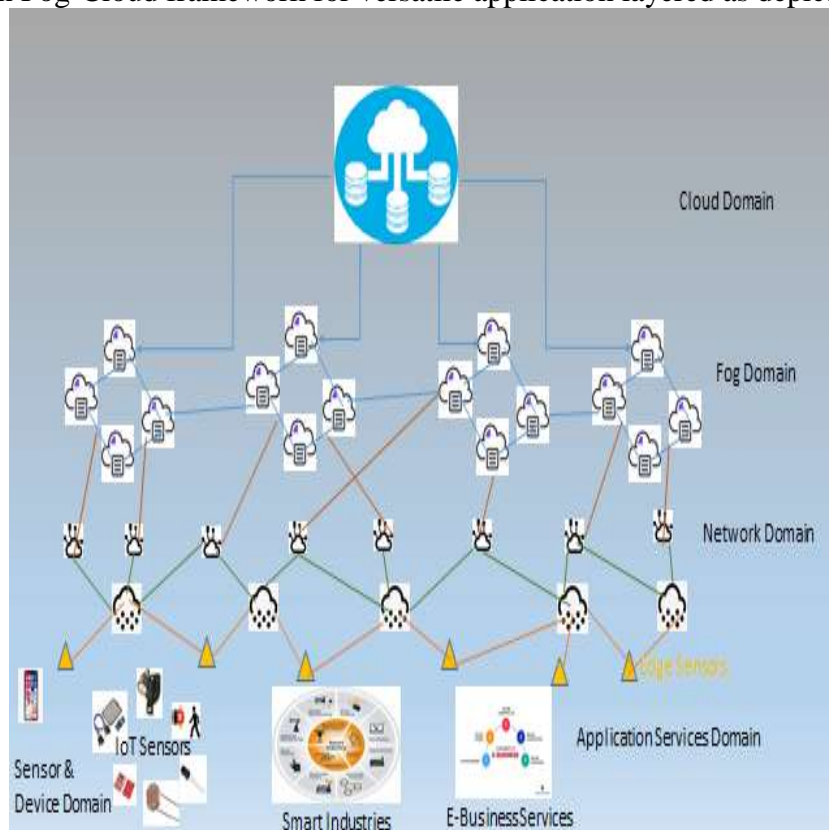 Fog-Cloud framework for versatile application layered as depic
Cloud Domain
Fog Domain
Network Domain
Edge Sensors
IoT Sensors
Application Services Domain
Sensor &
Device Domain
Smart Industries
E-BusinessServices